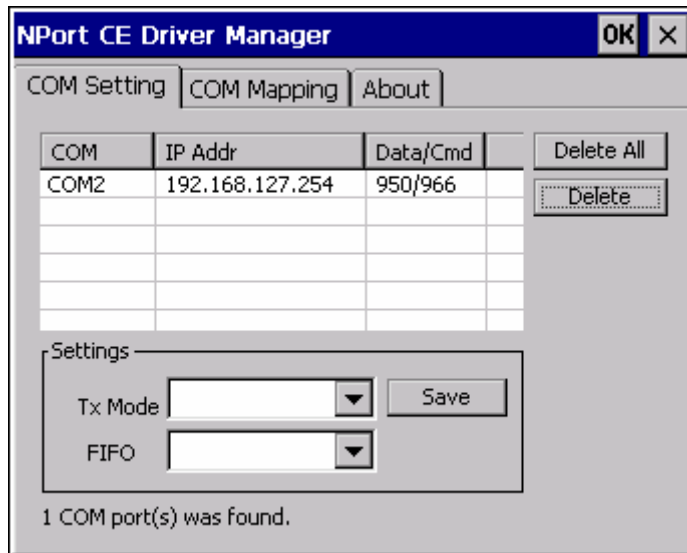 NPort CE Driver Manager OK ×
COM Setting COM Mapping About
COM IP Addr Data/Cmd Delete All
COM2 192.168.127.254 950/966
Delete
Settings
Tx Mode Save
FIFO
1 COM port(s) was found.